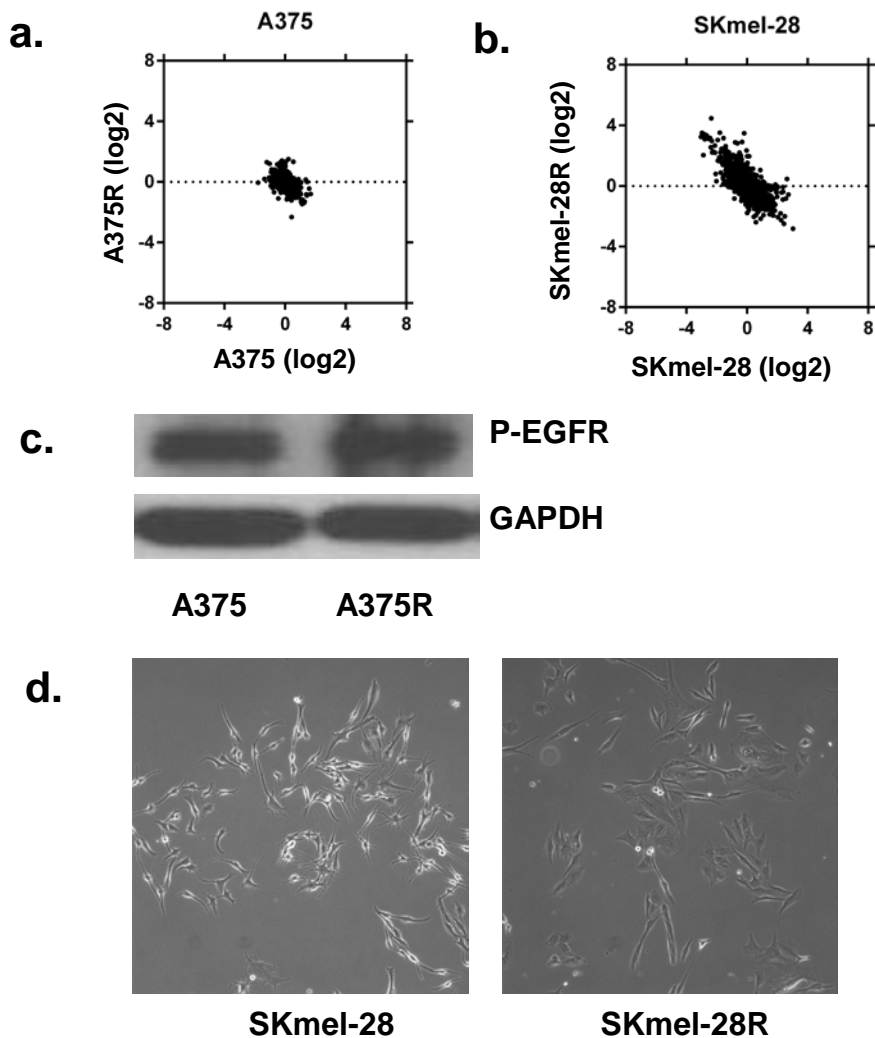 a.
A375
8
4
0
-4
-8
-8 -4 0 4 8
A375R (log2)
A375 (log2)
b.
SKmel-28
8
4
0
-4
-8
-8 -4 0 4 8
SKmel-28R (log2)
SKmel-28 (log2)
c.
P-EGFR
GAPDH
A375 A375R
d.
SKmel-28 SKmel-28R